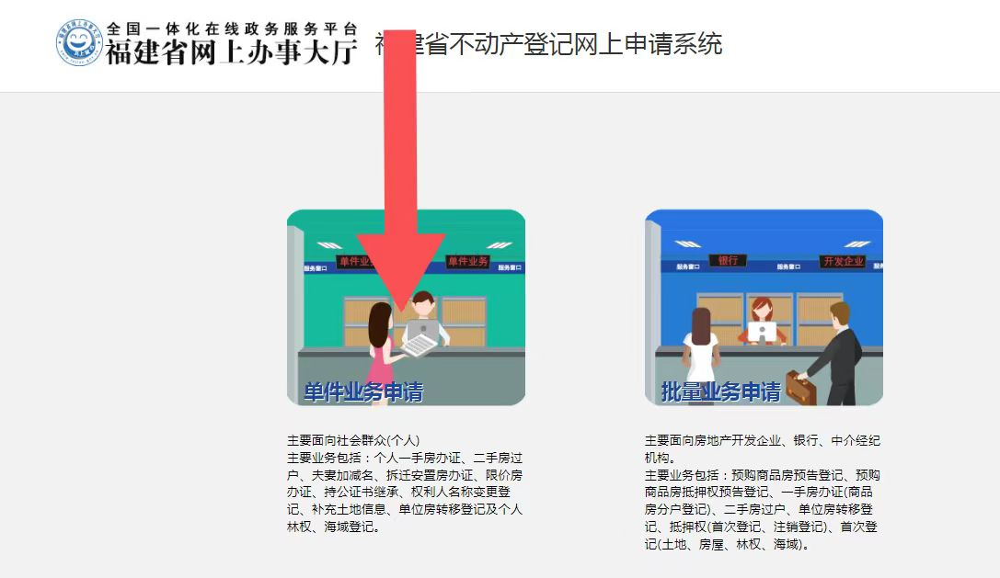 全国一体化在线政务服务平台
福建省网上办事大厅
建省不动产登记网上申请系统
服务窗口
单件业
单件业务
服务窗口
单件业务申请
主要面向社会群众(个人)
主要业务包括：个人一手房办证、二手房过
户、夫妻加减名、拆迁安置房办证、限价房
办证、持公证书继承、权利人名称变更登
记、补充土地信息、单位房转移登记及个人
林权、海域登记。
服务窗口
银行
服务窗口
开发企业
服务
批量业务申请
主要面向房地产开发企业、银行、中介经纪
机构。
主要业务包括：预购商品房预告登记、预购
商品房抵押权预告登记、一手房办证(商品
房分户登记)、二手房过户、单位房转移登
记、抵押权(首次登记、注销登记)、首次登
记(土地、房屋、林权、海域)。